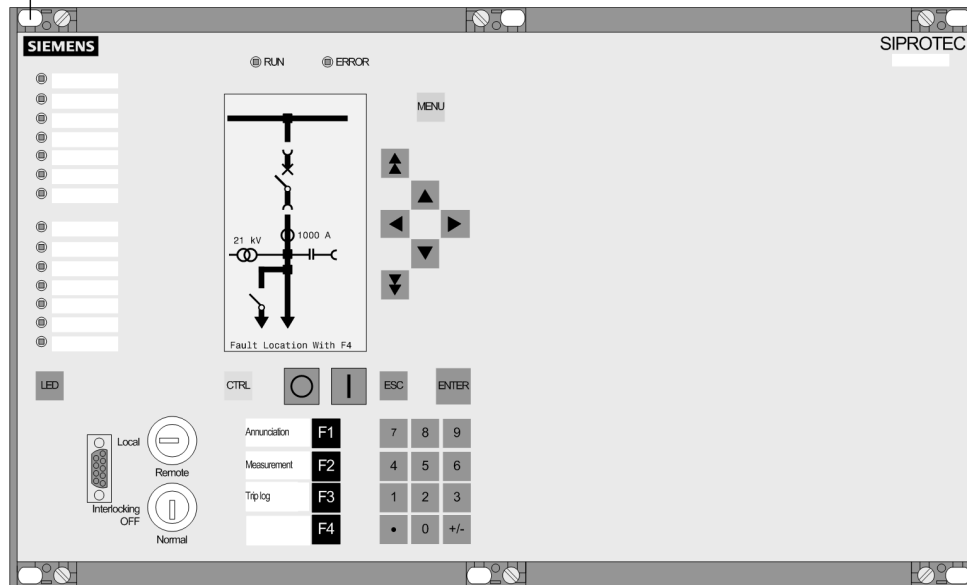 SIEMENS
SIPROTEC
RUN
ERROR
MENU
21 kV
1000 A
Fault Location With F4
LED
CTRL
ESC
ENTER
Local
Remote
Interlocking
OFF
Normal
Annunciation
F1
Measurement
F2
Trip log
F3
F4
7 8 9
4 5 6
1 2 3
• 0 +/-